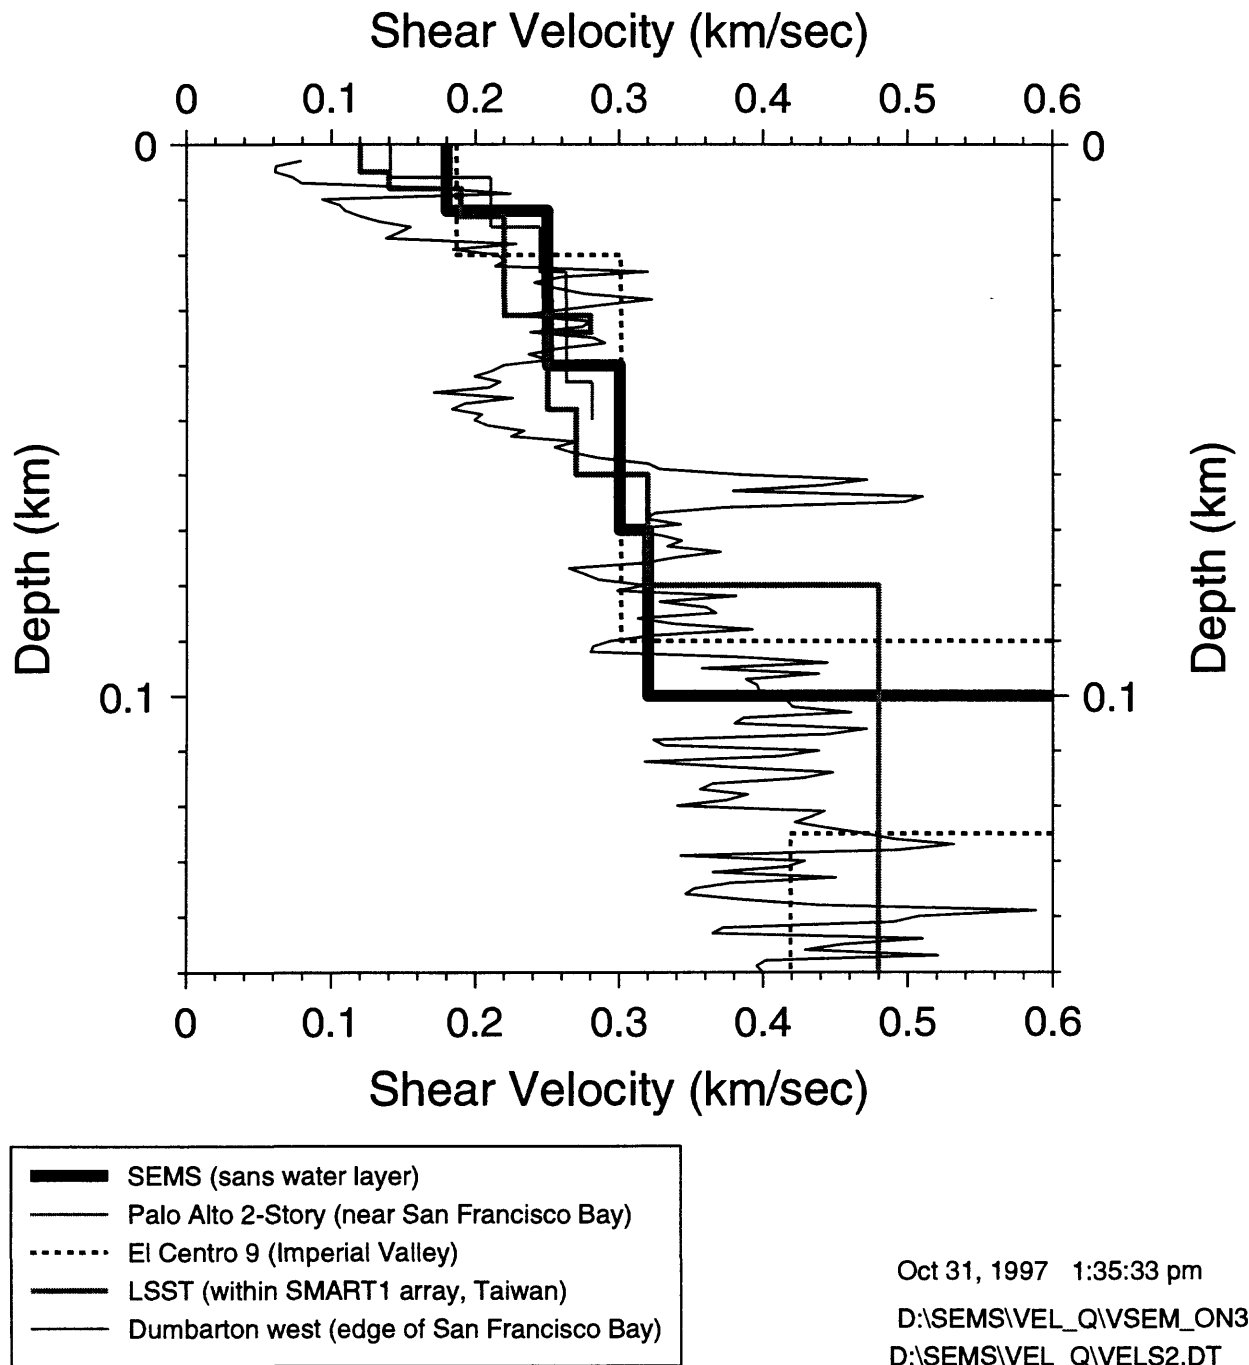 Shear Velocity (km/sec)
0 0.1 0.2 0.3 0.4 0.5 0.6
0 0
Depth (km) Depth (km)
0.1 0.1
0 0.1 0.2 0.3 0.4 0.5 0.6
Shear Velocity (km/sec)
SEMS (sans water layer)
Palo Alto 2-Story (near San Francisco Bay)
El Centro 9 (Imperial Valley)
LSST (within SMART1 array, Taiwan)
Dumbarton west (edge of San Francisco Bay)
Oct 31, 1997 1:35:33 pm
D:\SEMS\VEL_Q\VSEM_ON3
D:\SEMS\VEL_Q\VELS2.DT